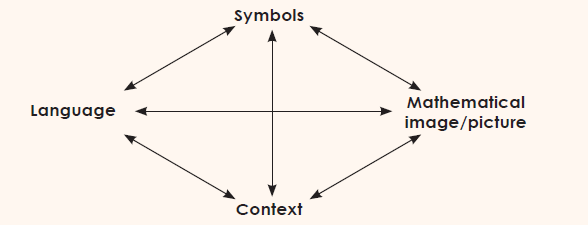 Symbols
Language
Mathematical
image/picture
Context